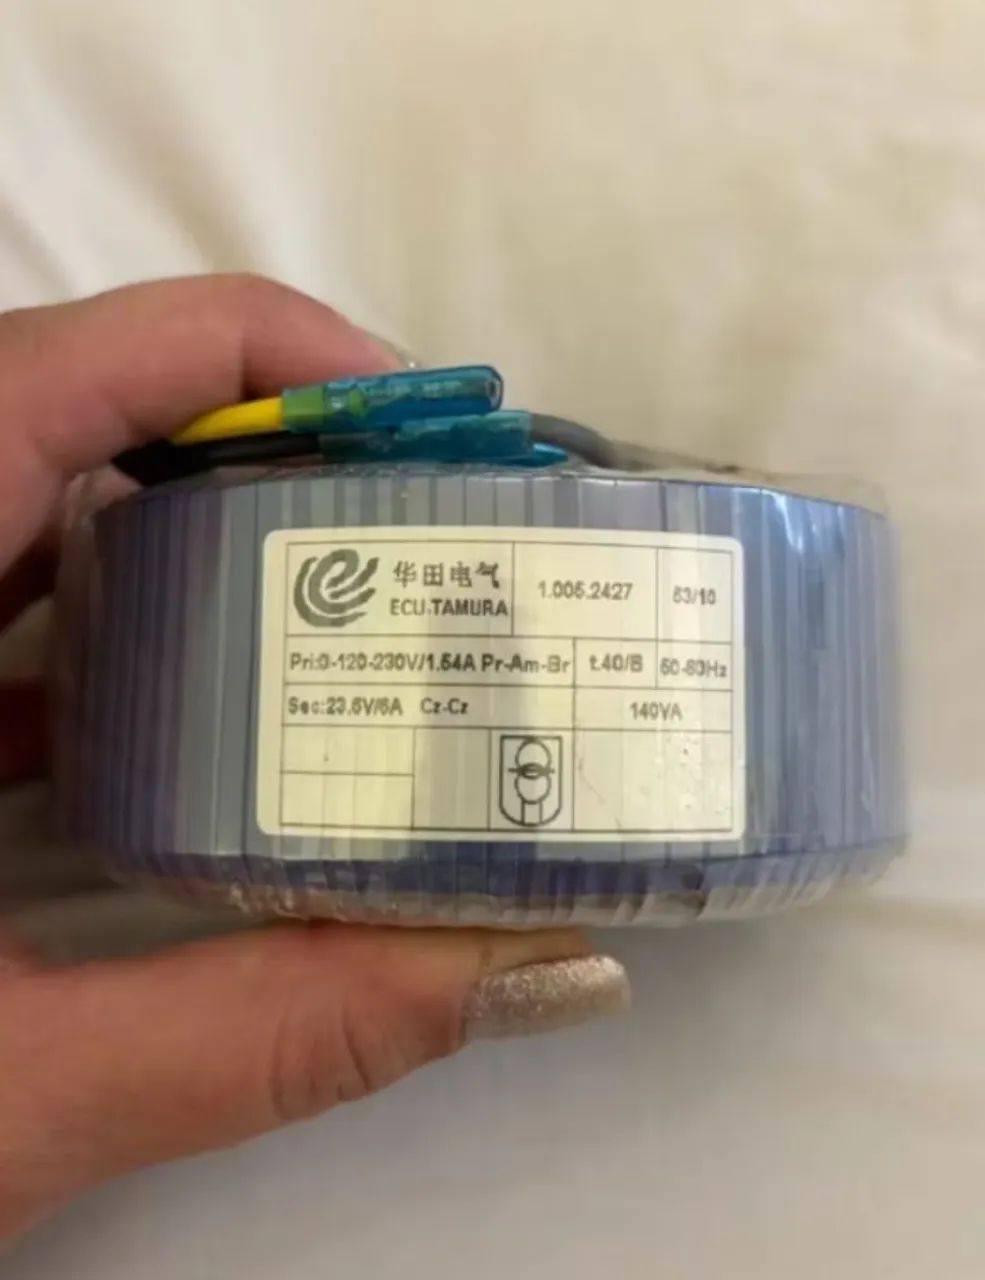 华田电气
ECU-TAMURA
1.005.2427
53/10
Pri:0-120-230V/1.54A Pr-Am-Br
t.40/B
50-60Hz
Sec:23.5V/6A Cz-Cz
140VA